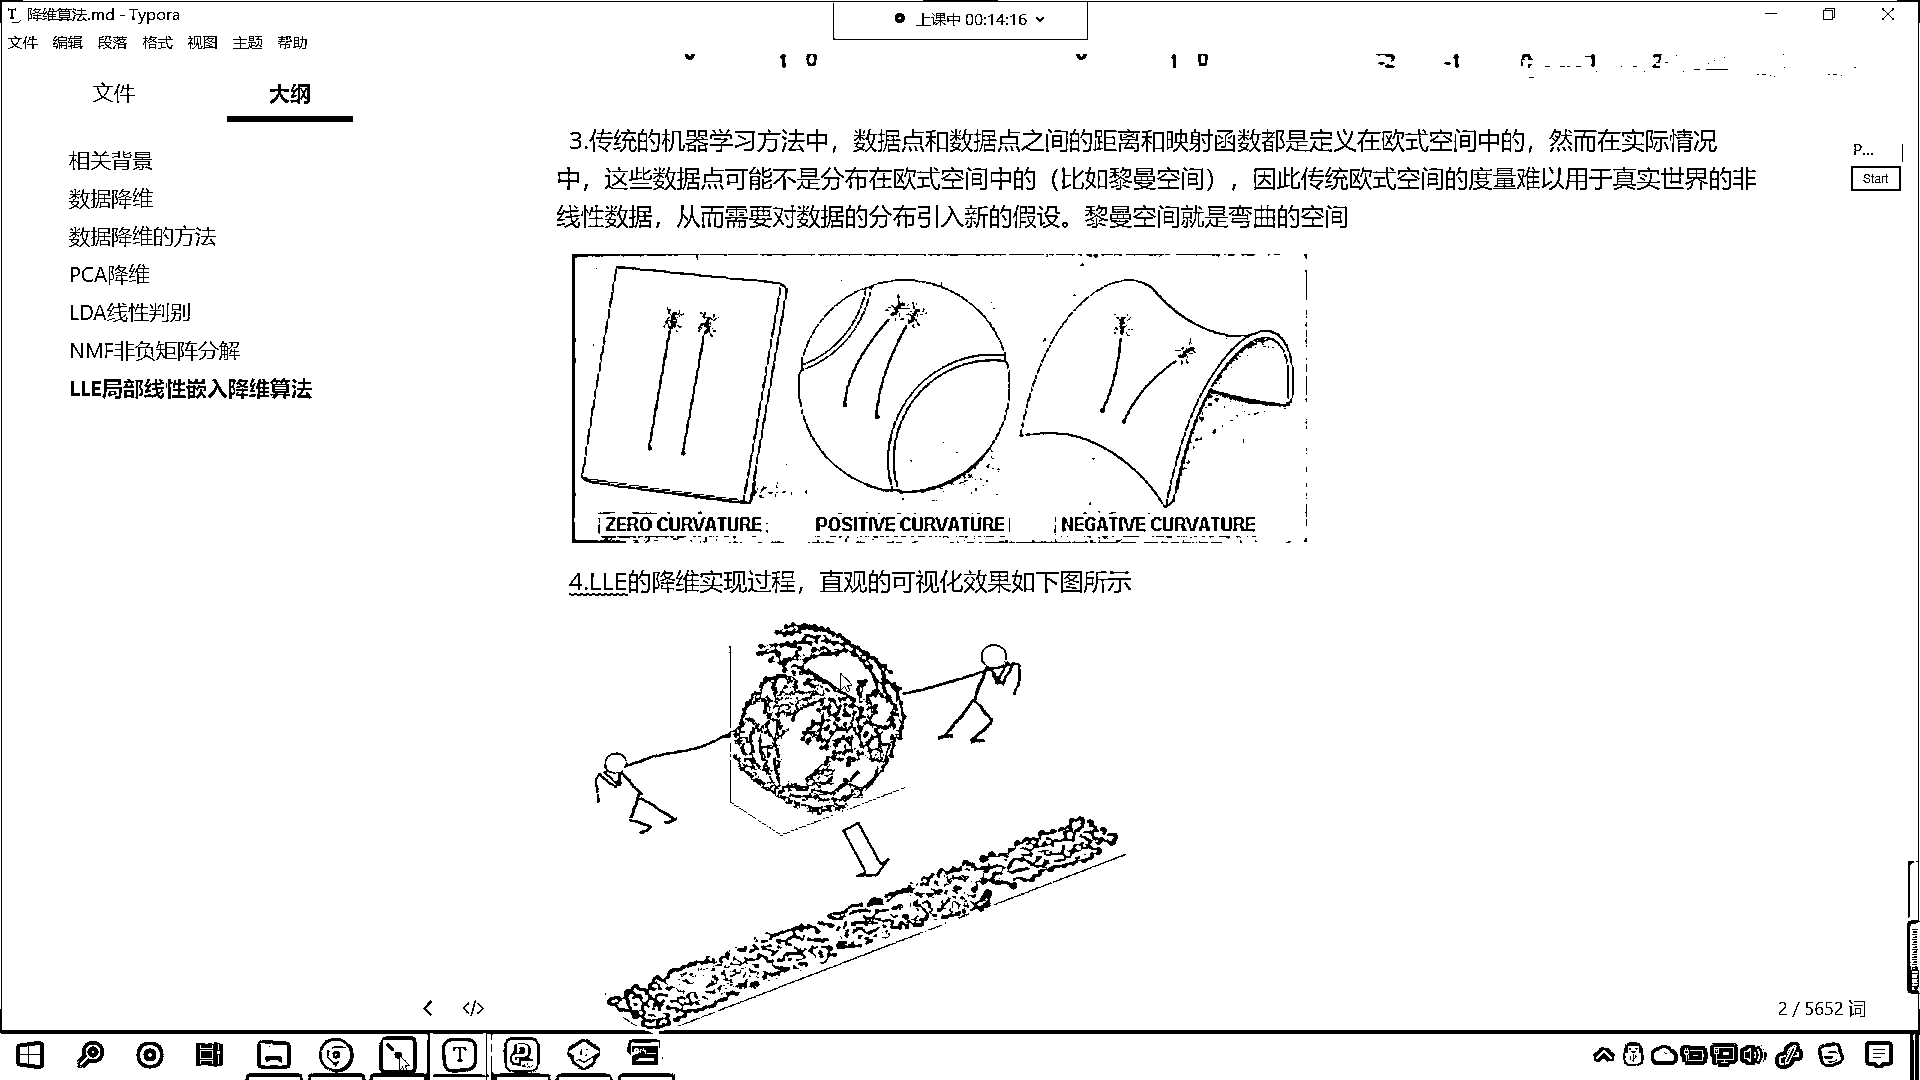 降维算法.md - Typora
上课中 00:14:16
文件 编辑 段落 格式 视图 主题 帮助
1 0
1 0
-2 -1 0 1 2
文件 大纲
相关背景
数据降维
数据降维的方法
PCA降维
LDA线性判别
NMF非负矩阵分解
LLE局部线性嵌入降维算法
3.传统的机器学习方法中，数据点和数据点之间的距离和映射函数都是定义在欧式空间中的，然而在实际情况
中，这些数据点可能不是分布在欧式空间中的（比如黎曼空间），因此传统欧式空间的度量难以用于真实世界的非
线性数据，从而需要对数据的分布引入新的假设。黎曼空间就是弯曲的空间
P...
Start
ZERO CURVATURE
POSITIVE CURVATURE
NEGATIVE CURVATURE
4.LLE的降维实现过程，直观的可视化效果如下图所示
2 / 5652 词